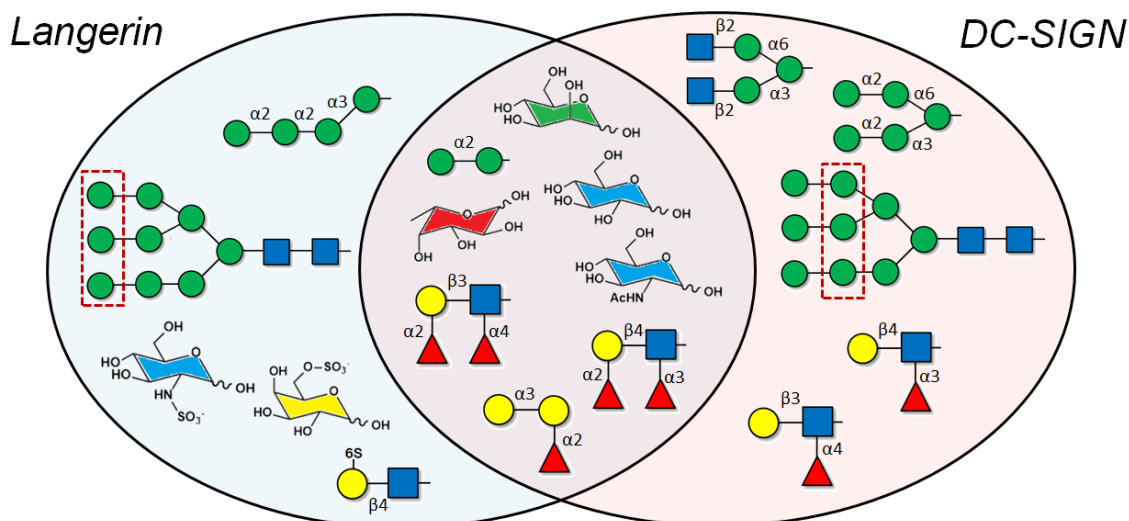 Langerin
α2 α2 α3
OH
HO O
HO OH
HN
SO₃⁻
OH O–SO₃⁻
O
HO OH
OH
6S
β4
OH
OH
HO O
HO OH
α2
O OH
OH
OH OH
OH
HO O
HO OH
HO
OH
HO O
HO OH
AcHN
β3
α2 α4
β4
α2 α3
α3
α2
DC-SIGN
β2 α6
β2 α3
α2 α6
α2 α3
β4
α3
β3
α4